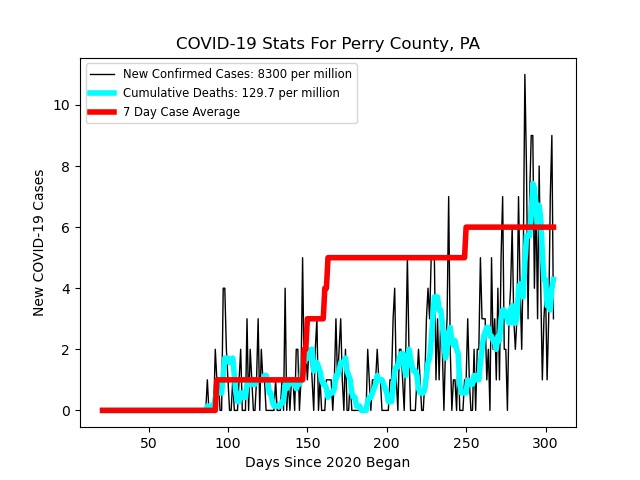 COVID-19 Stats For Perry County, PA
New Confirmed Cases: 8300 per million
Cumulative Deaths: 129.7 per million
7 Day Case Average
New COVID-19 Cases
10
8
6
4
2
0
50 100 150 200 250 300
Days Since 2020 Began